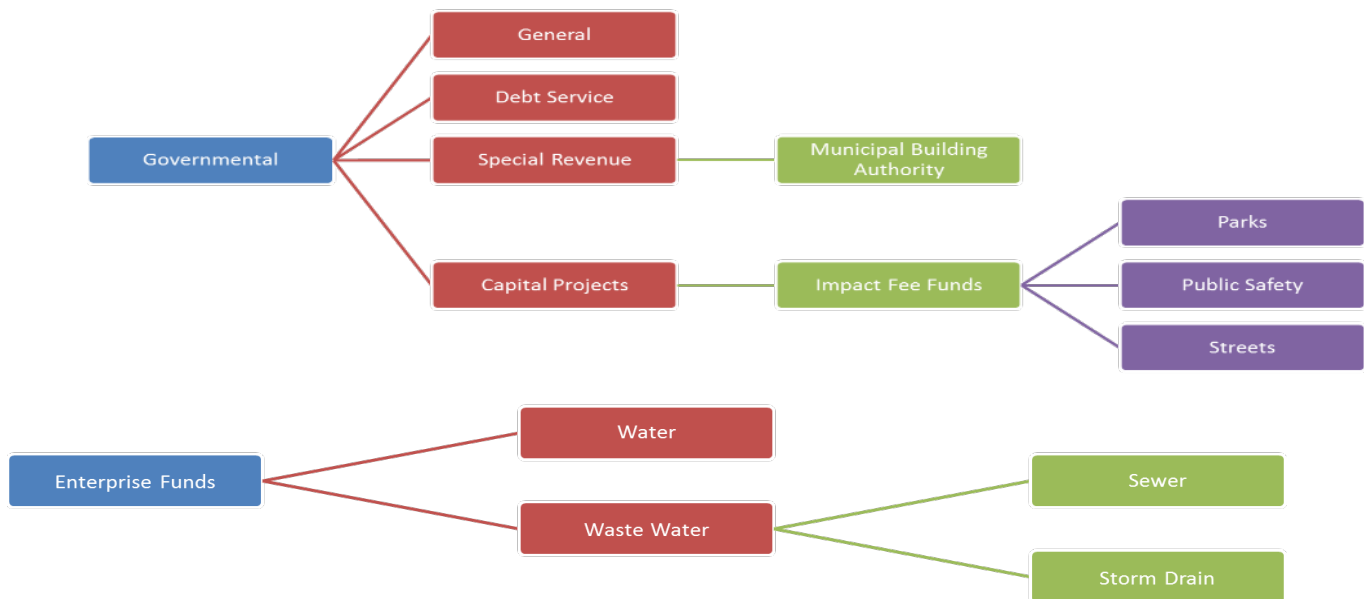 General
Debt Service
Governmental
Special Revenue
Municipal Building
Authority
Parks
Capital Projects
Impact Fee Funds
Public Safety
Streets
Water
Enterprise Funds
Sewer
Waste Water
Storm Drain